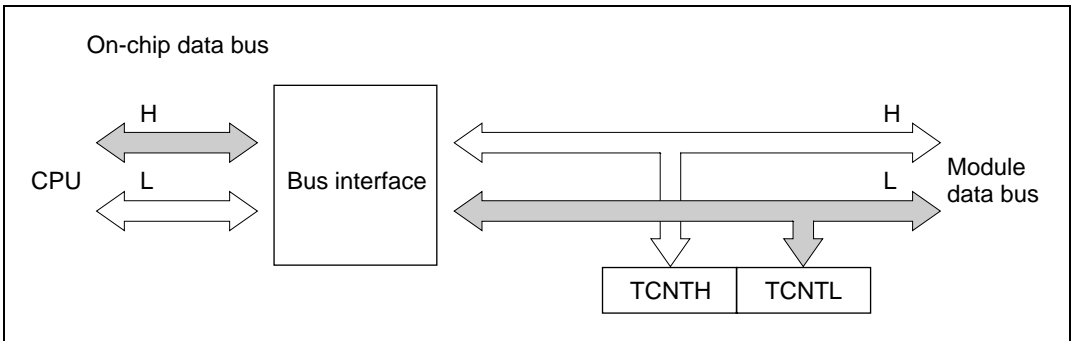 On-chip data bus
H
H
CPU
L
Bus interface
L
Module
data bus
TCNTH
TCNTL